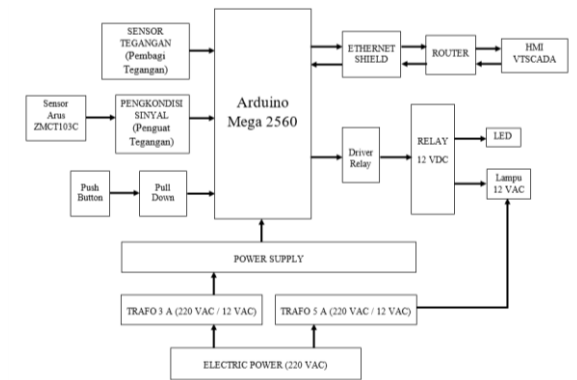 SENSOR
TEGANGAN
(Pembagi
Tegangan)
Sensor
Arus
ZMCT103C
PENGKONDISI
SINYAL
(Penguat
Tegangan)
Push
Button
Pull
Down
Arduino
Mega 2560
ETHERNET
SHIELD
ROUTER
HMI
VTSCADA
Driver
Relay
RELAY
12 VDC
LED
Lampu
12 VAC
POWER SUPPLY
TRAFO 3 A (220 VAC / 12 VAC)
TRAFO 5 A (220 VAC / 12 VAC)
ELECTRIC POWER (220 VAC)